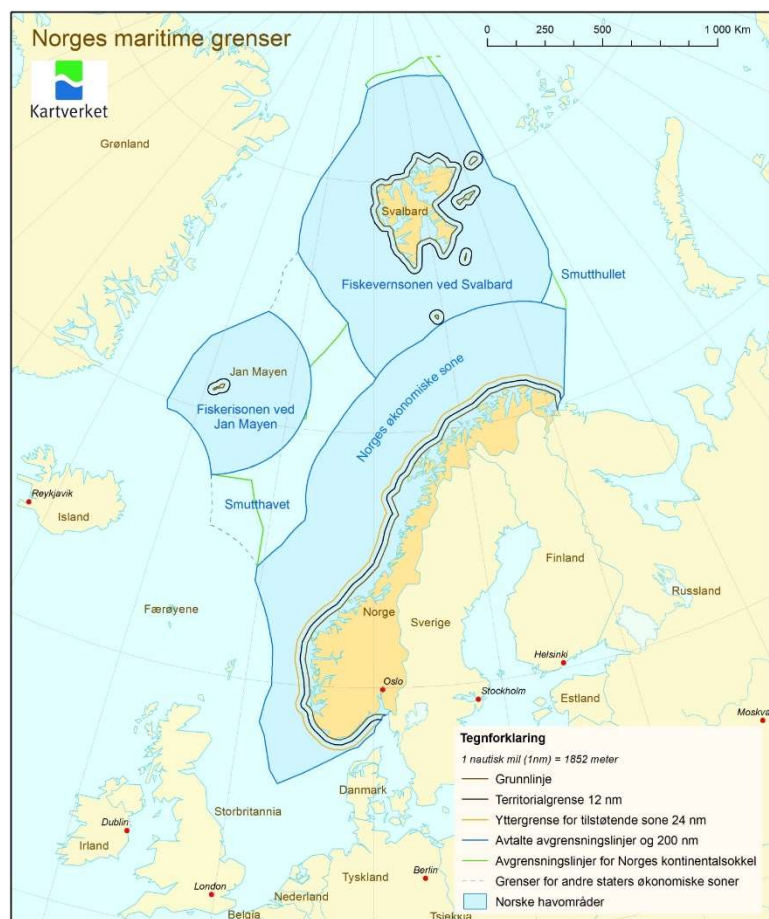 Norges maritime grenser
0 250 500 1 000 Km
Kartverket
Grønland
Svalbard
Smutthullet
Fiskevernsonen ved Svalbard
Jan Mayen
Fiskerisonen ved
Jan Mayen
Norges økonomiske sone
Smutthavet
Reykjavik
Island
Finland
Russland
Færøyene
Norge
Sverige
Helsinki
Oslo
Stockholm
Estland
Moskva
Tegnforklaring
1 nautisk mil (1nm) = 1852 meter
Grunnlinje
Territorialgrense 12 nm
Yttergrense for tilstøtende sone 24 nm
Avtalte avgrensningslinjer og 200 nm
Avgrensningslinjer for Norges kontinentalsokkel
Grenser for andre staters økonomiske soner
Norske havområder
Danmark
Storbritannia
Dublin
Irland
London
Nederland
Tyskland
Berlin
Belgia
Tsjekkia